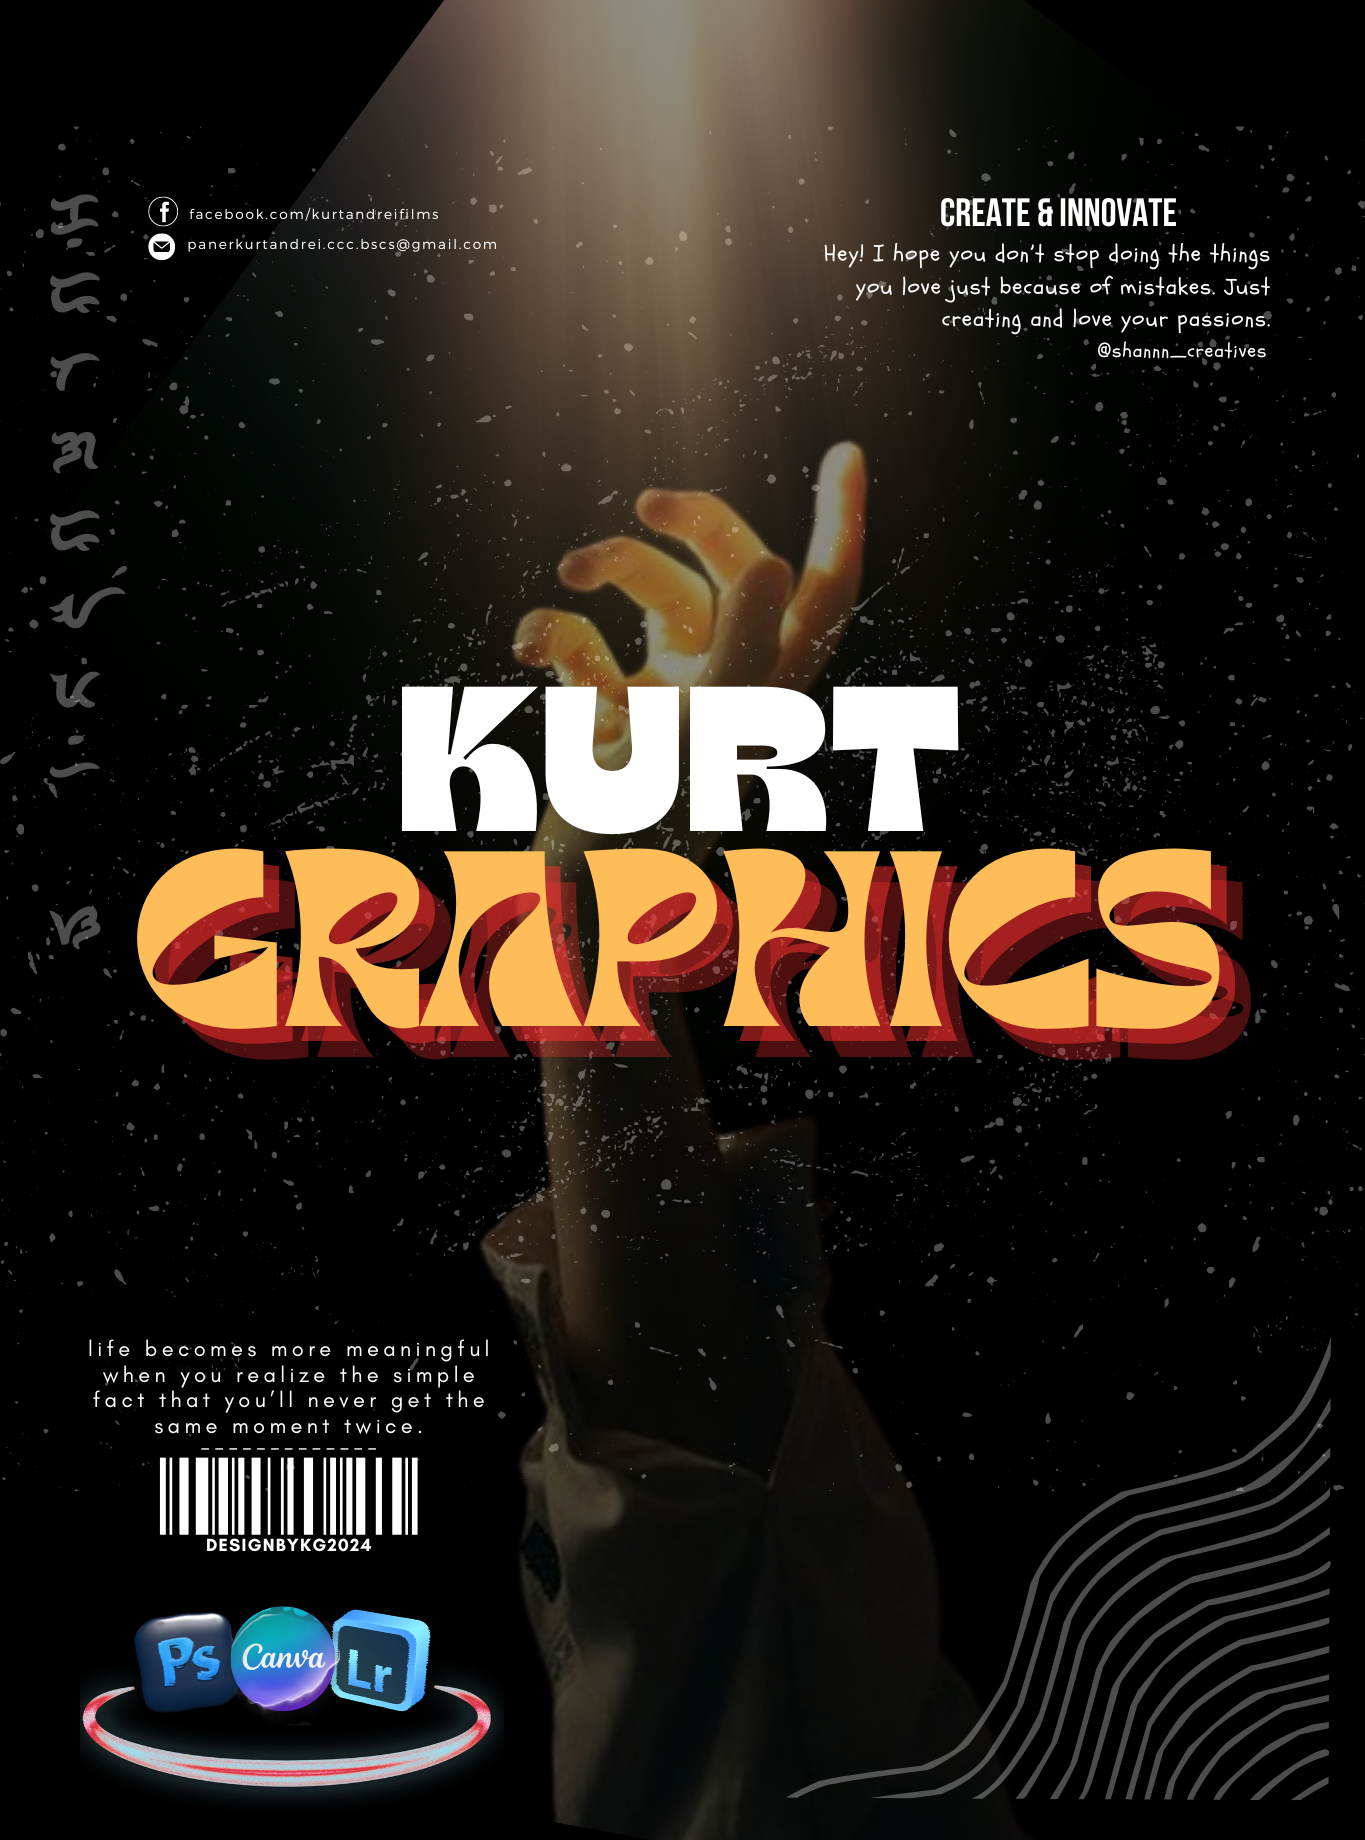 facebook.com/kurtandreifilms
panerkurtandrei.ccc.bscs@gmail.com
CREATE & INNOVATE
Hey! I hope you don't stop doing the things
you love just because of mistakes. Just
creating and love your passions.
@shannn_creatives
KURT
GRAPHICS
life becomes more meaningful
when you realize the simple
fact that you'll never get the
same moment twice.
DESIGNBYKG2024
Ps
Canva
Lr